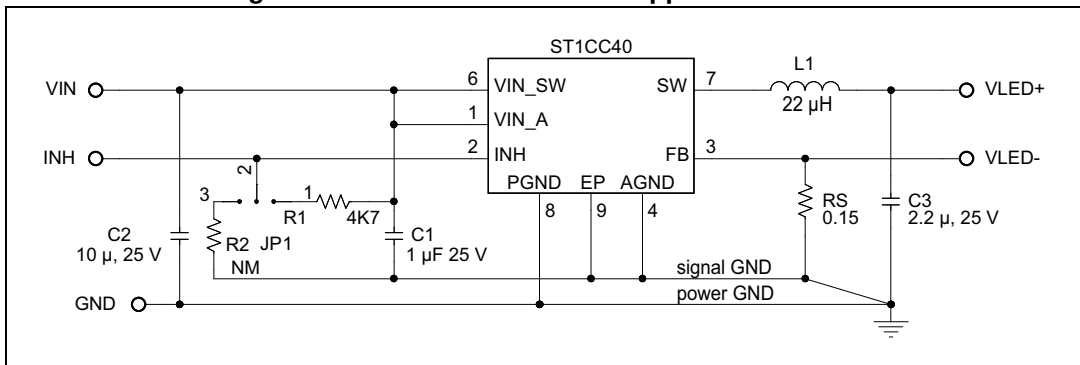 ST1CC40
L1
VIN
6
VIN_SW
SW
7
22 µH
VLED+
1
VIN_A
INH
2
INH
FB
3
VLED-
2
PGND
EP
AGND
3
1
R1
4K7
8
9
4
RS
0.15
C3
2.2 µ, 25 V
C2
10 µ, 25 V
R2
JP1
NM
C1
1 µF 25 V
signal GND
power GND
GND